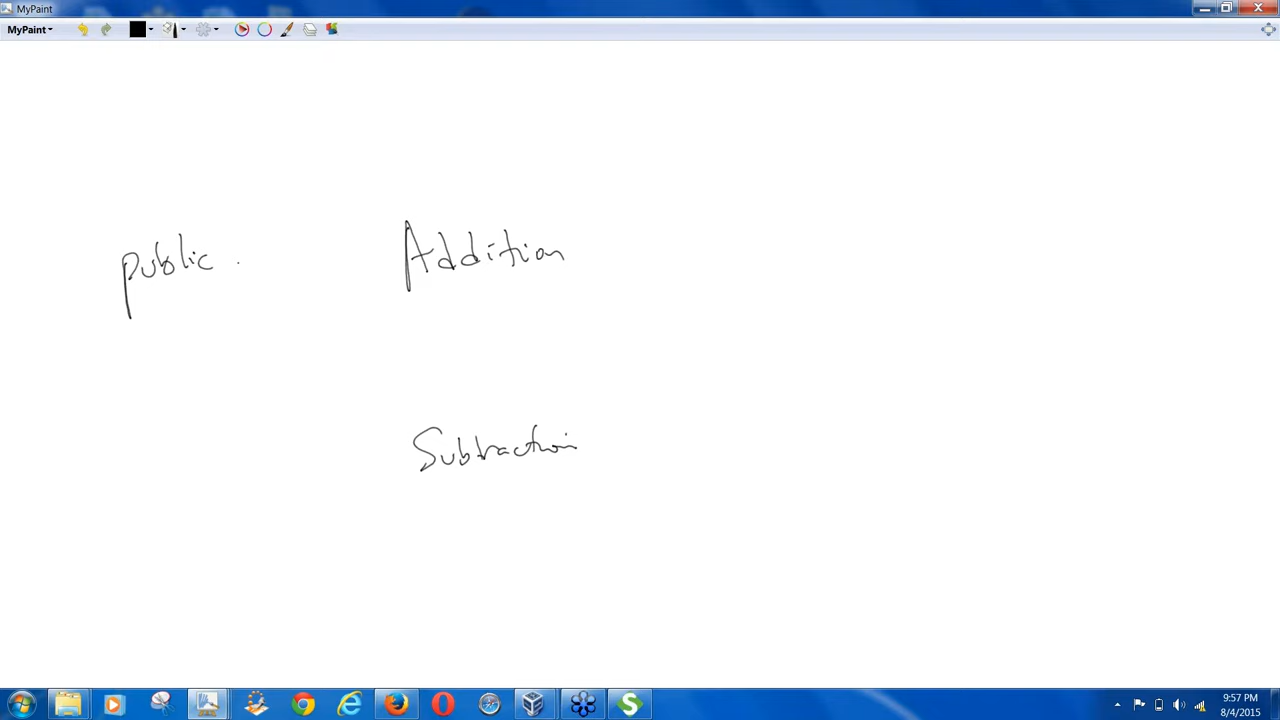 MyPaint
MyPaint
public . Addition
Subtraction
9:57 PM
8/4/2015